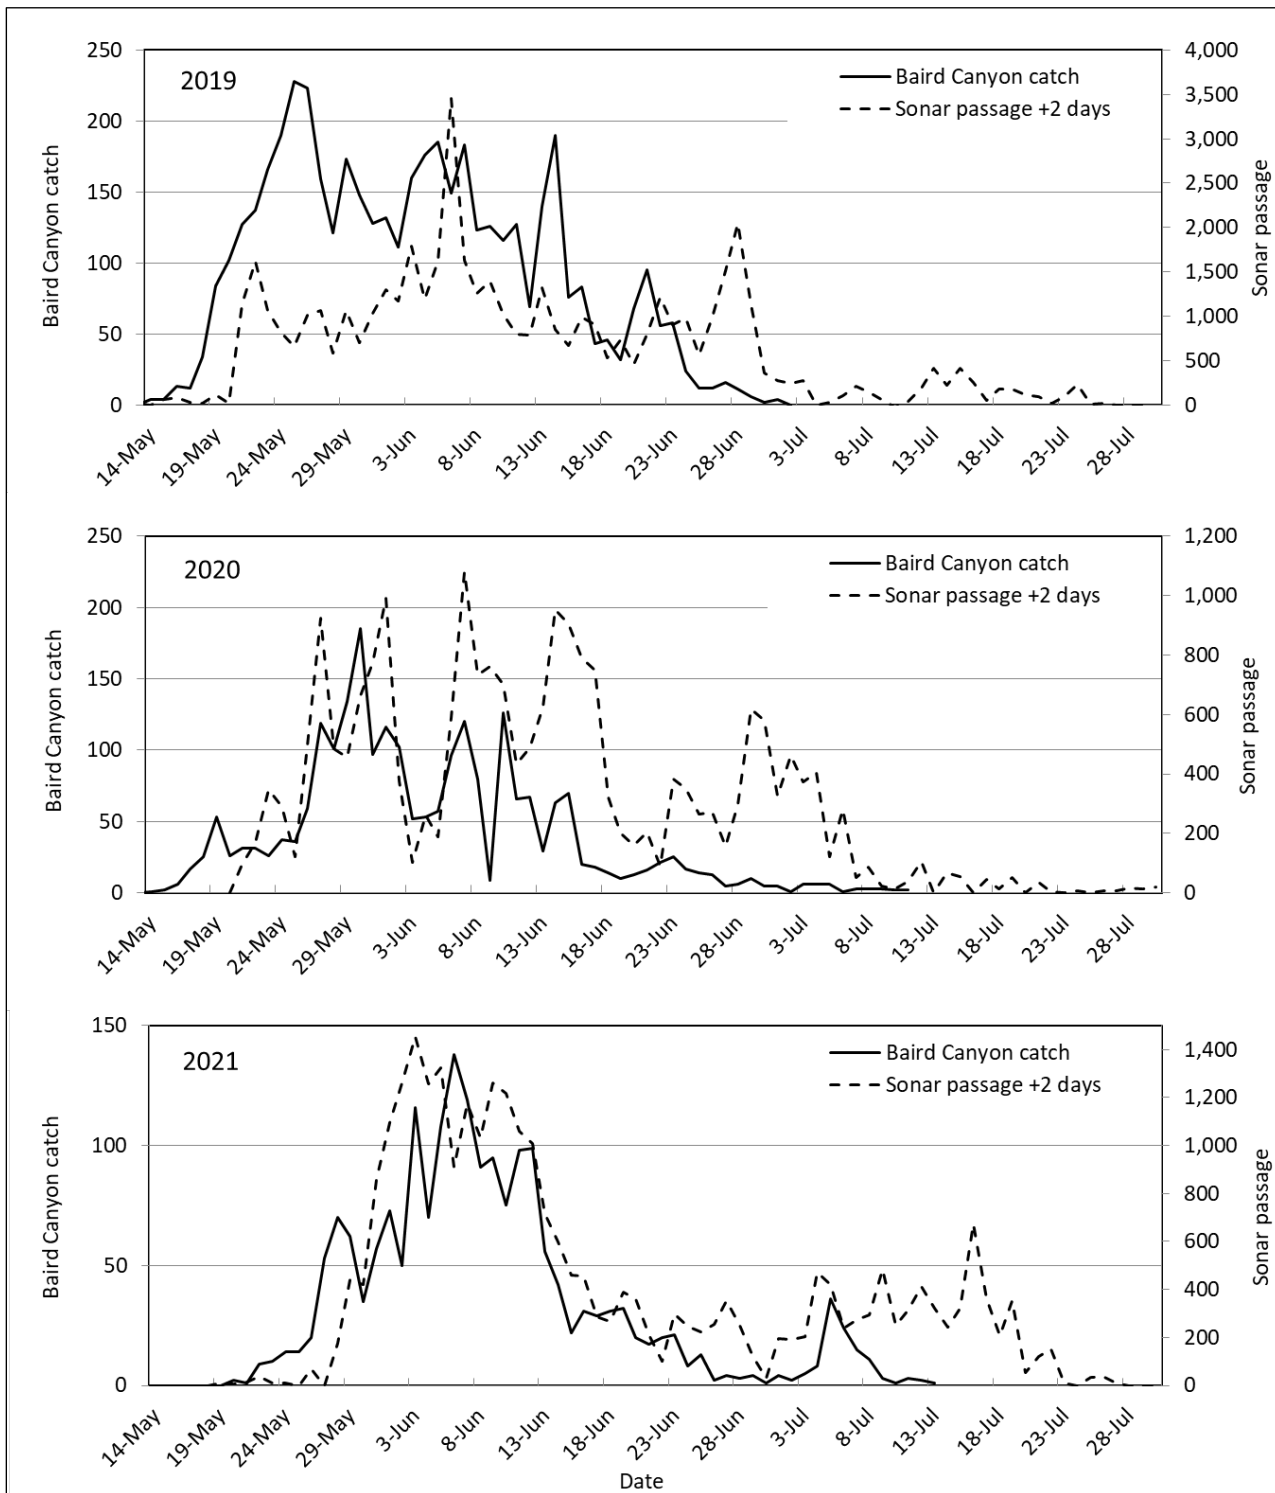 2019
Baird Canyon catch
Sonar passage +2 days
250
200
150
100
50
0
Baird Canyon catch
4,000
3,500
3,000
2,500
2,000
1,500
1,000
500
0
Sonar passage
14-May 19-May 24-May 29-May 3-Jun 8-Jun 13-Jun 18-Jun 23-Jun 28-Jun 3-Jul 8-Jul 13-Jul 18-Jul 23-Jul 28-Jul
2020
Baird Canyon catch
Sonar passage +2 days
250
200
150
100
50
0
Baird Canyon catch
1,200
1,000
800
600
400
200
0
Sonar passage
14-May 19-May 24-May 29-May 3-Jun 8-Jun 13-Jun 18-Jun 23-Jun 28-Jun 3-Jul 8-Jul 13-Jul 18-Jul 23-Jul 28-Jul
2021
Baird Canyon catch
Sonar passage +2 days
150
100
50
0
Baird Canyon catch
1,400
1,200
1,000
800
600
400
200
0
Sonar passage
14-May 19-May 24-May 29-May 3-Jun 8-Jun 13-Jun 18-Jun 23-Jun 28-Jun 3-Jul 8-Jul 13-Jul 18-Jul 23-Jul 28-Jul
Date